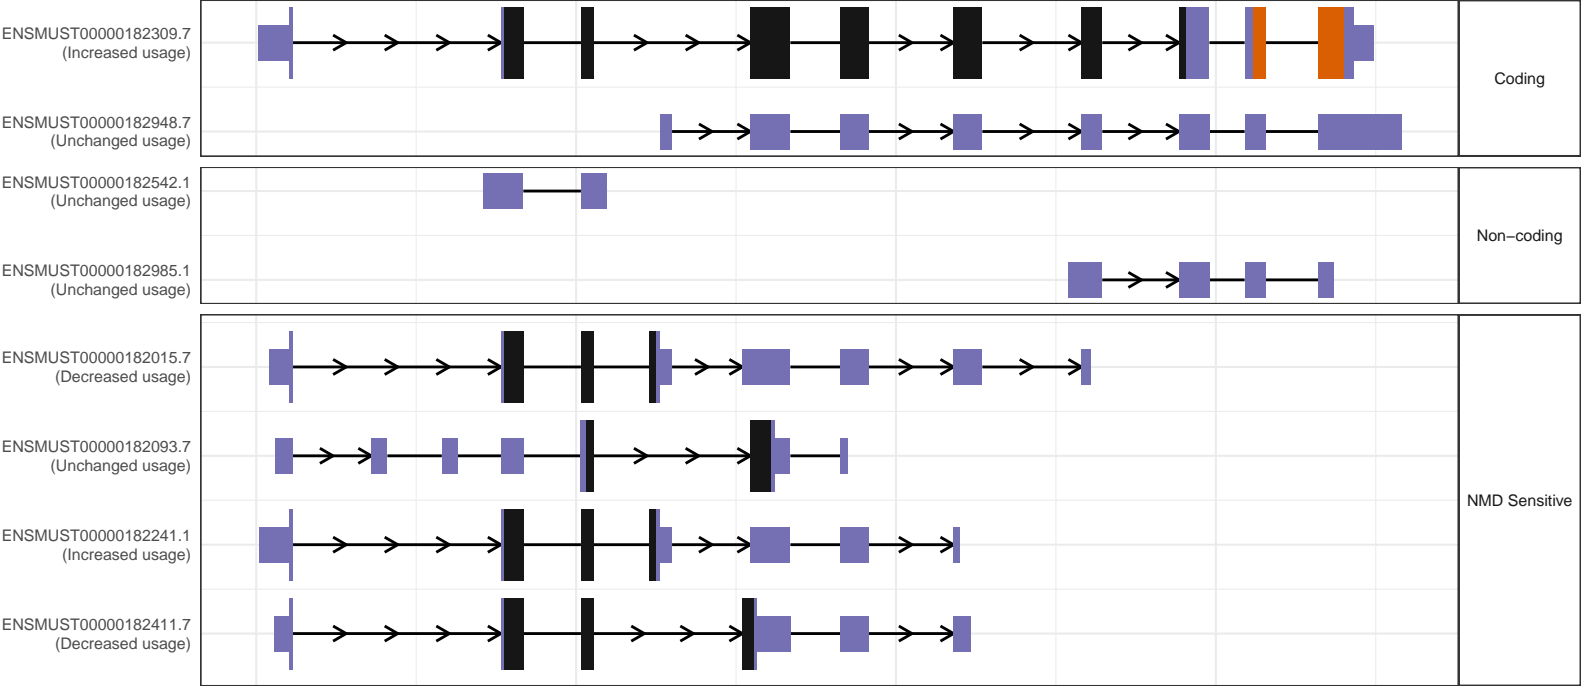 ENSMUST00000182309.7
(Increased usage)
ENSMUST00000182948.7
(Unchanged usage)
Coding
ENSMUST00000182542.1
(Unchanged usage)
ENSMUST00000182985.1
(Unchanged usage)
Non−coding
ENSMUST00000182015.7
(Decreased usage)
ENSMUST00000182093.7
(Unchanged usage)
ENSMUST00000182241.1
(Increased usage)
ENSMUST00000182411.7
(Decreased usage)
NMD Sensitive